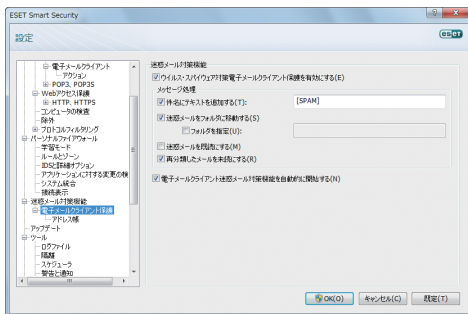 ESET Smart Security
設定
eset
電子メールクライアント
アクション
POP3, POP3S
Webアクセス保護
HTTP, HTTPS
コンピュータの検査
除外
プロトコルフィルタリング
パーソナルファイアウォール
学習モード
ルールとゾーン
IDSと詳細オプション
アプリケーションに対する変更の検
システム統合
接続表示
迷惑メール対策機能
電子メールクライアント保護
アドレス帳
アップデート
ツール
ログファイル
隔離
スケジューラ
警告と通知
迷惑メール対策機能
ウイルス・スパイウェア対策電子メールクライアント保護を有効にする(E)
メッセージ処理
件名にテキストを追加する(T):
[SPAM]
迷惑メールをフォルダに移動する(S)
フォルダを指定(U):
迷惑メールを既読にする(M)
再分類したメールを未読にする(R)
電子メールクライアント迷惑メール対策機能を自動的に開始する(N)
OK(O)
キャンセル(C)
既定(T)